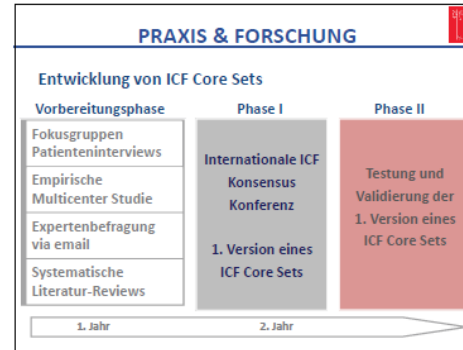 PRAXIS & FORSCHUNG
Entwicklung von ICF Core Sets
Vorbereitungsphase
Fokusgruppen
Patienteninterviews
Empirische
Multicenter Studie
Expertenbefragung
via email
Systematische
Literatur-Reviews
Phase I
Internationale ICF
Konsensus
Konferenz
1. Version eines
ICF Core Sets
Phase II
Testung und
Validierung der
1. Version eines
ICF Core Sets
1. Jahr
2. Jahr